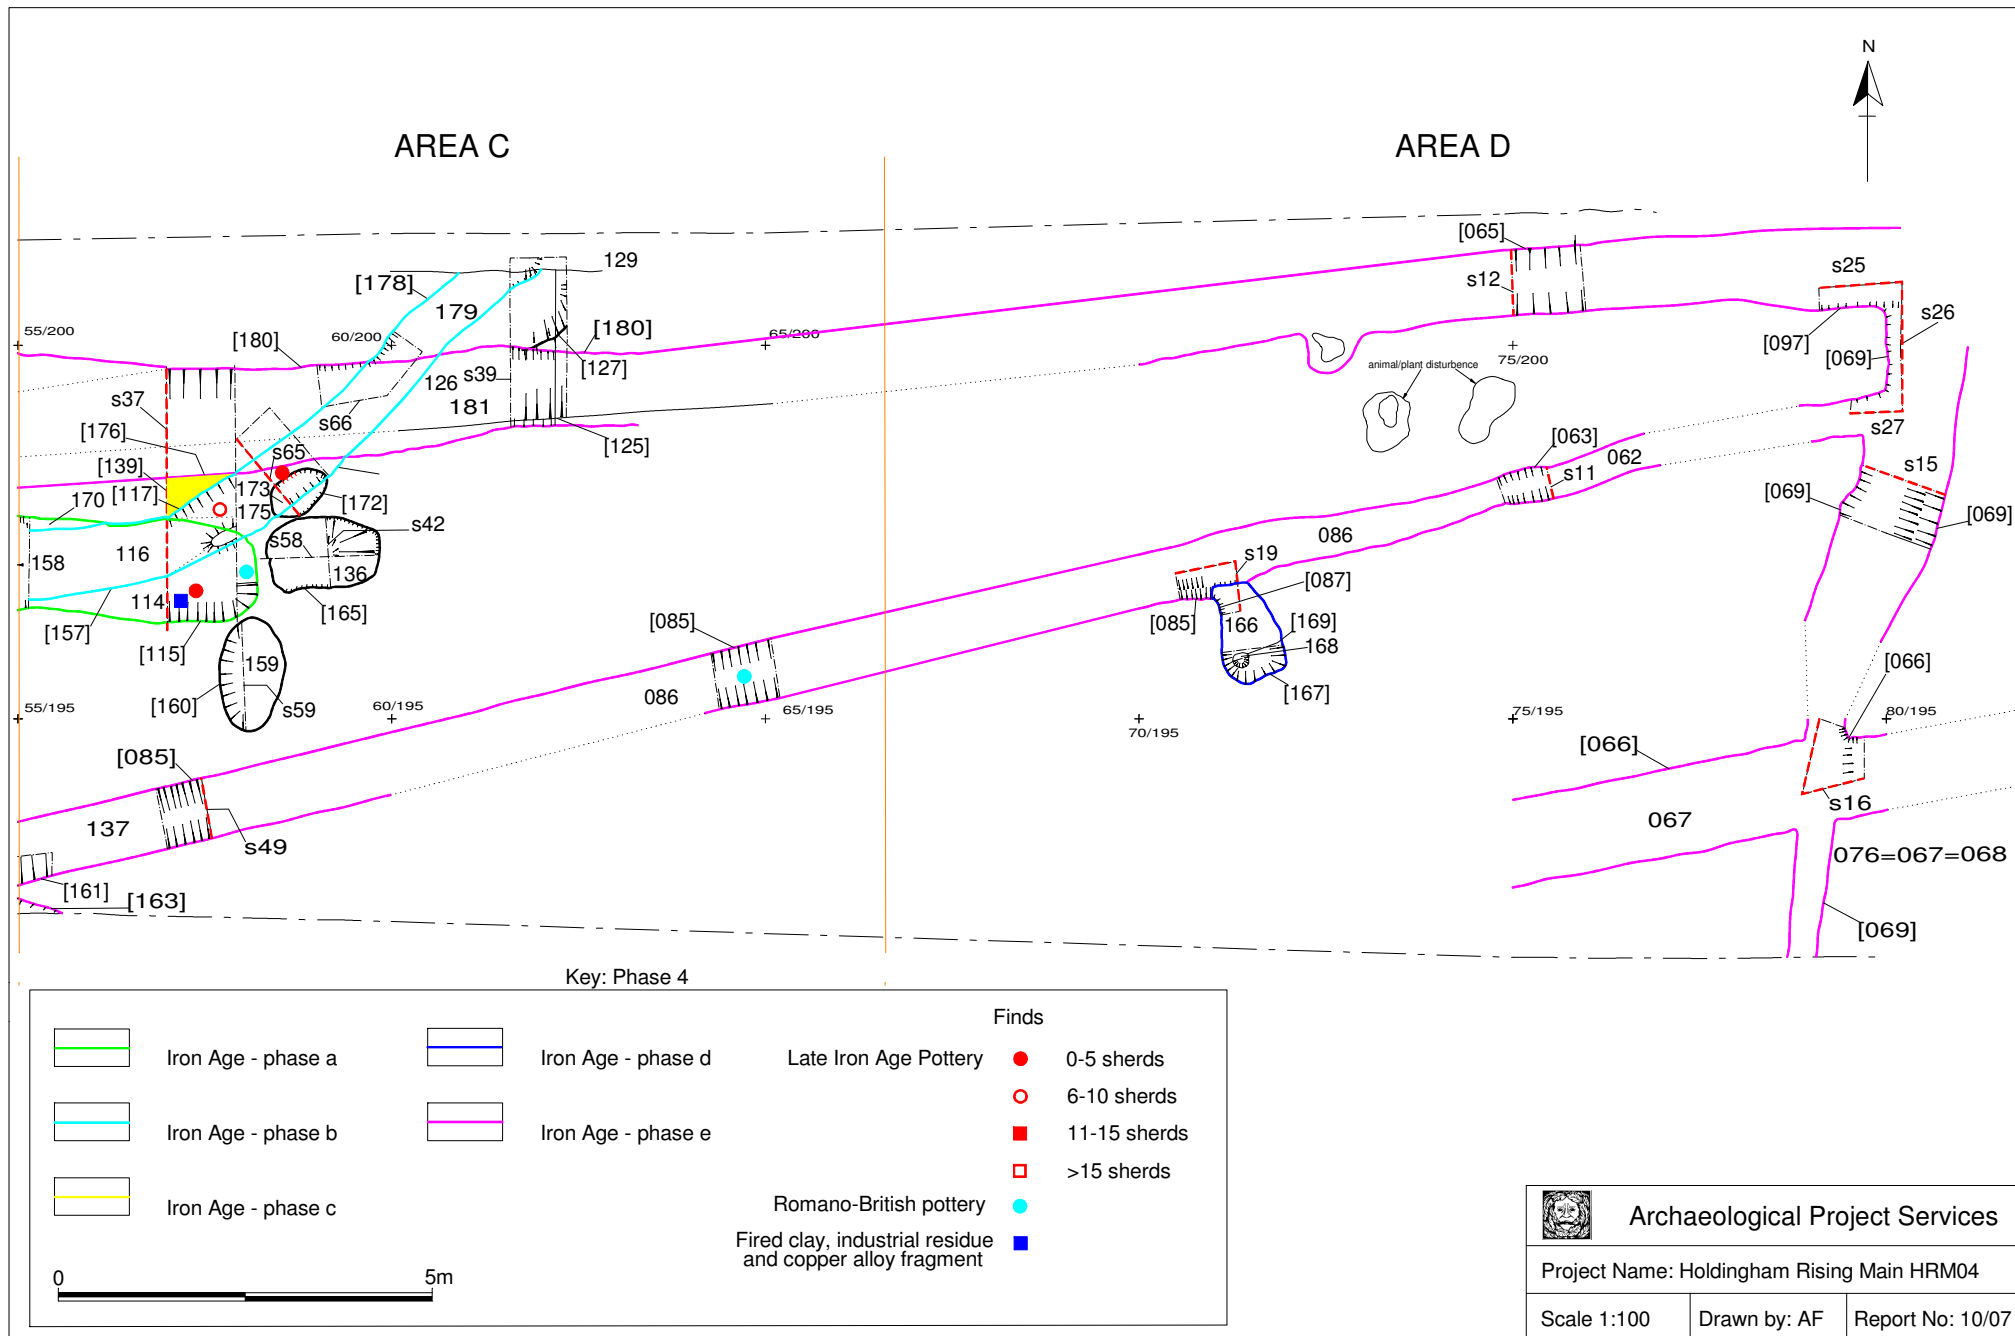 N
AREA C
AREA D
[065]
129
s12
s25
[178]
179
s26
55/200
60/200
[180]
[180]
65/200
75/200
[097]
[069]
[127]
animal/plant disturbence
126
s39
181
s37
s66
[176]
[125]
s27
[139]
s65
[063]
s11
062
s15
[117]
170
173
175
[172]
[069]
[069]
s42
s58
116
086
158
136
s19
[087]
114
[165]
[085]
166
[169]
168
[157]
[115]
[085]
159
[066]
[167]
[160]
s59
086
55/195
60/195
65/195
70/195
75/195
80/195
[085]
[066]
s16
137
s49
067
076=067=068
[161]
[163]
[069]
Key: Phase 4
Finds
Iron Age - phase a
Iron Age - phase d
Late Iron Age Pottery
0-5 sherds
6-10 sherds
Iron Age - phase b
Iron Age - phase e
11-15 sherds
>15 sherds
Iron Age - phase c
Romano-British pottery
Fired clay, industrial residue
and copper alloy fragment
0
5m
Archaeological Project Services
Project Name: Holdingham Rising Main HRM04
Scale 1:100
Drawn by: AF
Report No: 10/07